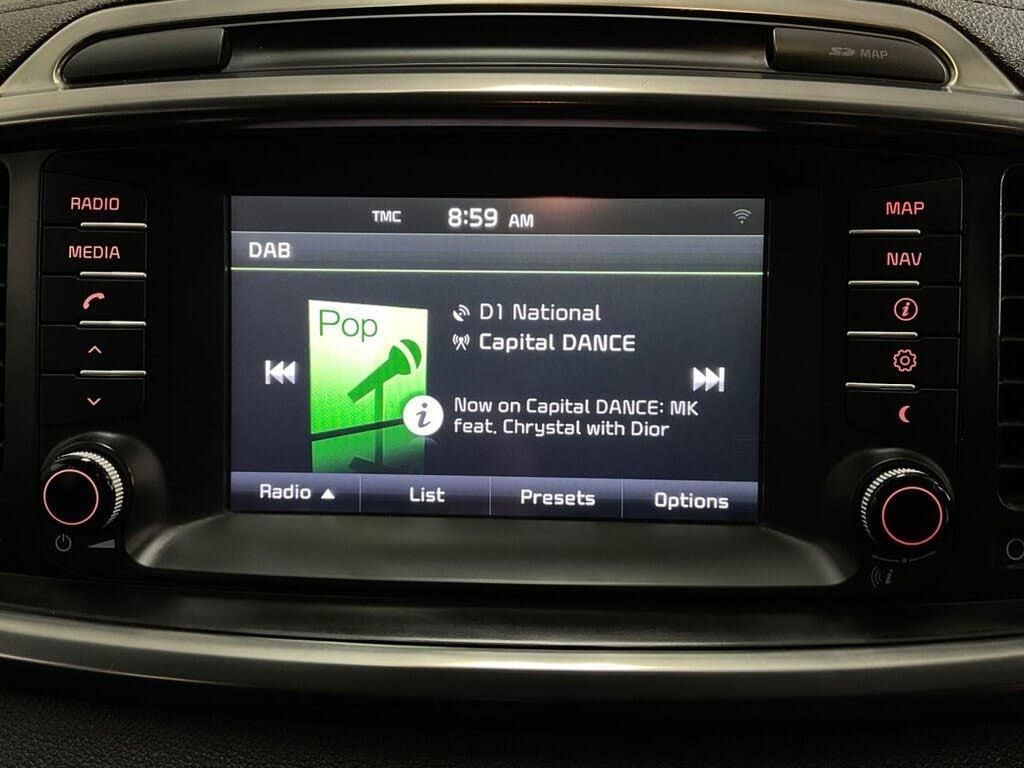 SD MAP
RADIO
MEDIA
MAP
NAV
TMC 8:59 AM
DAB
Pop
D1 National
Capital DANCE
i
Now on Capital DANCE: MK
feat. Chrystal with Dior
Radio ▲ List Presets Options